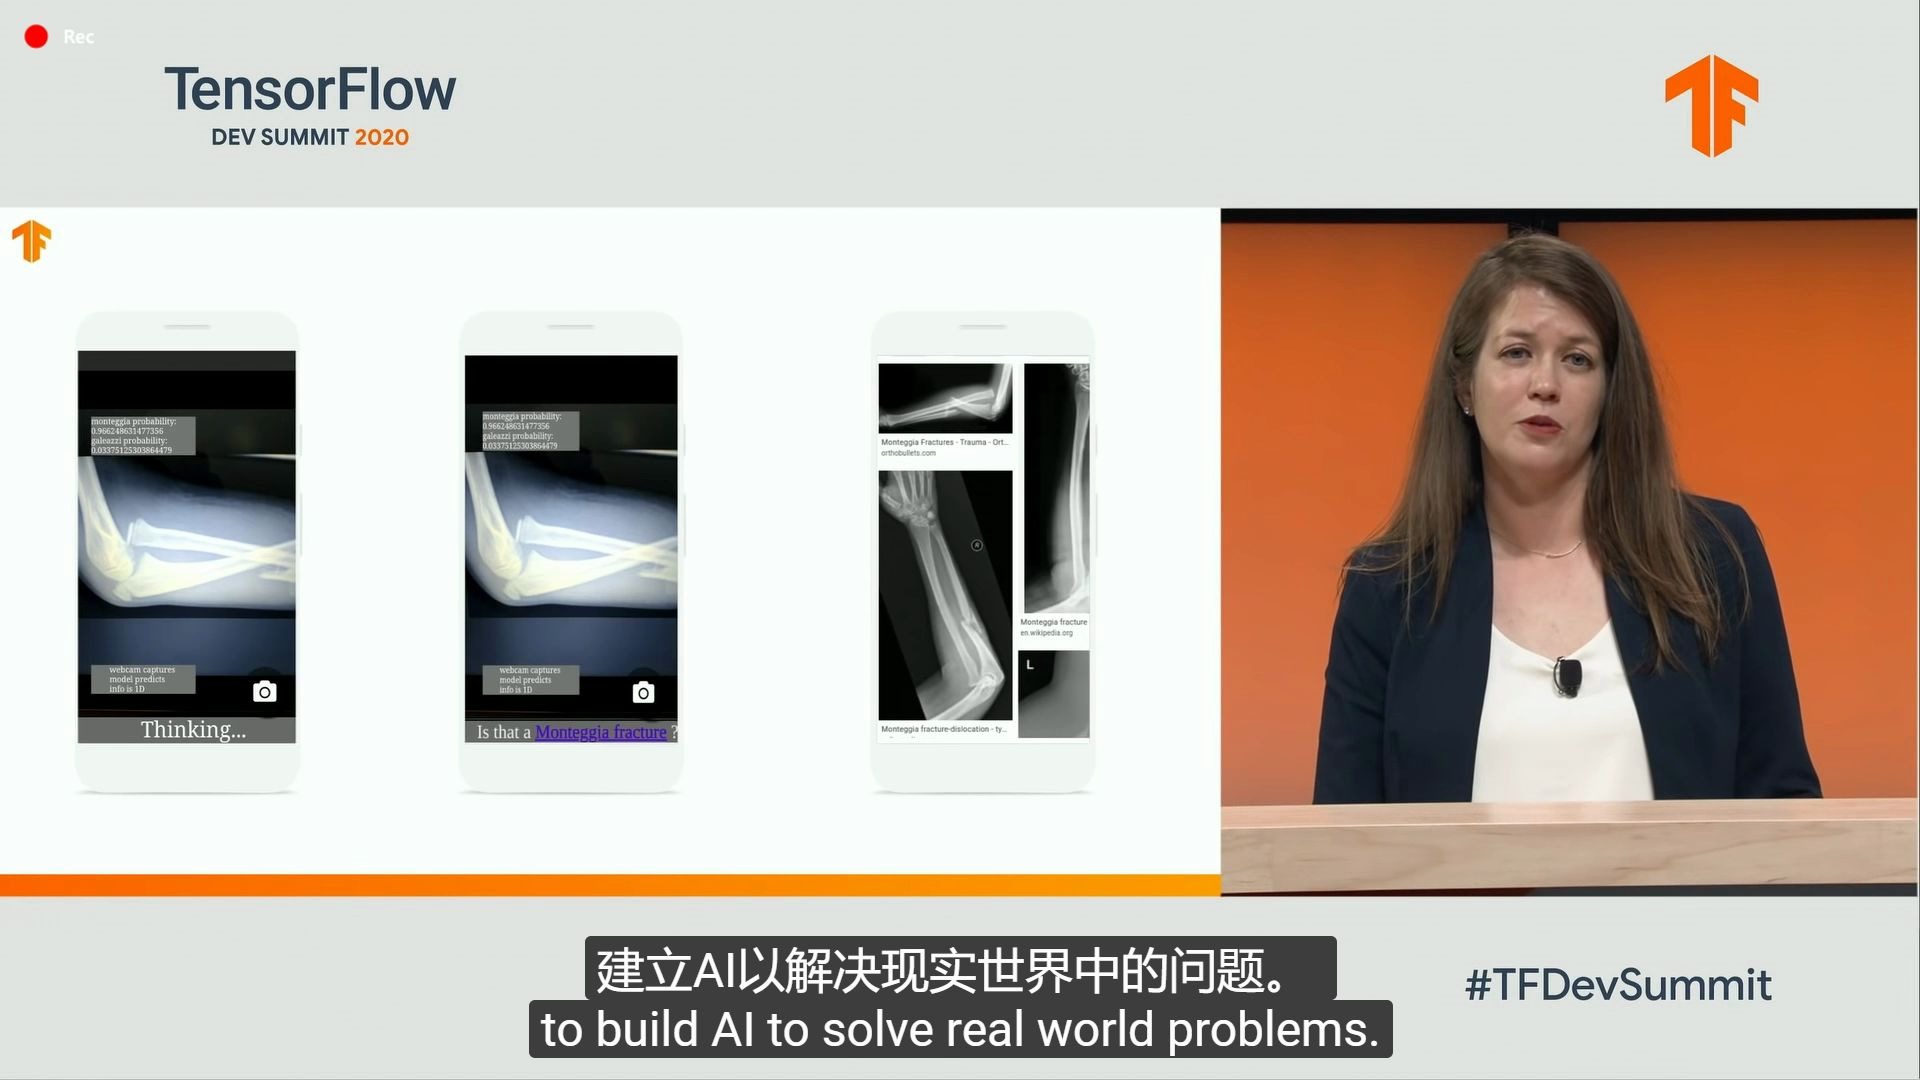 Rec
TensorFlow
DEV SUMMIT 2020
monteggia probability:
0.966248631477356
galeazzi probability:
0.03375125303864479
webcam captures
model predicts
info is 1D
Thinking...
monteggia probability:
0.966248631477356
galeazzi probability:
0.03375125303864479
webcam captures
model predicts
info is 1D
Is that a Monteggia fracture ?
Monteggia Fractures - Trauma - Ort...
orthobullets.com
R
Monteggia fracture
en.wikipedia.org
L
Monteggia fracture-dislocation - ty...
建立AI以解决现实世界中的问题。
to build AI to solve real world problems.
#TFDevSummit